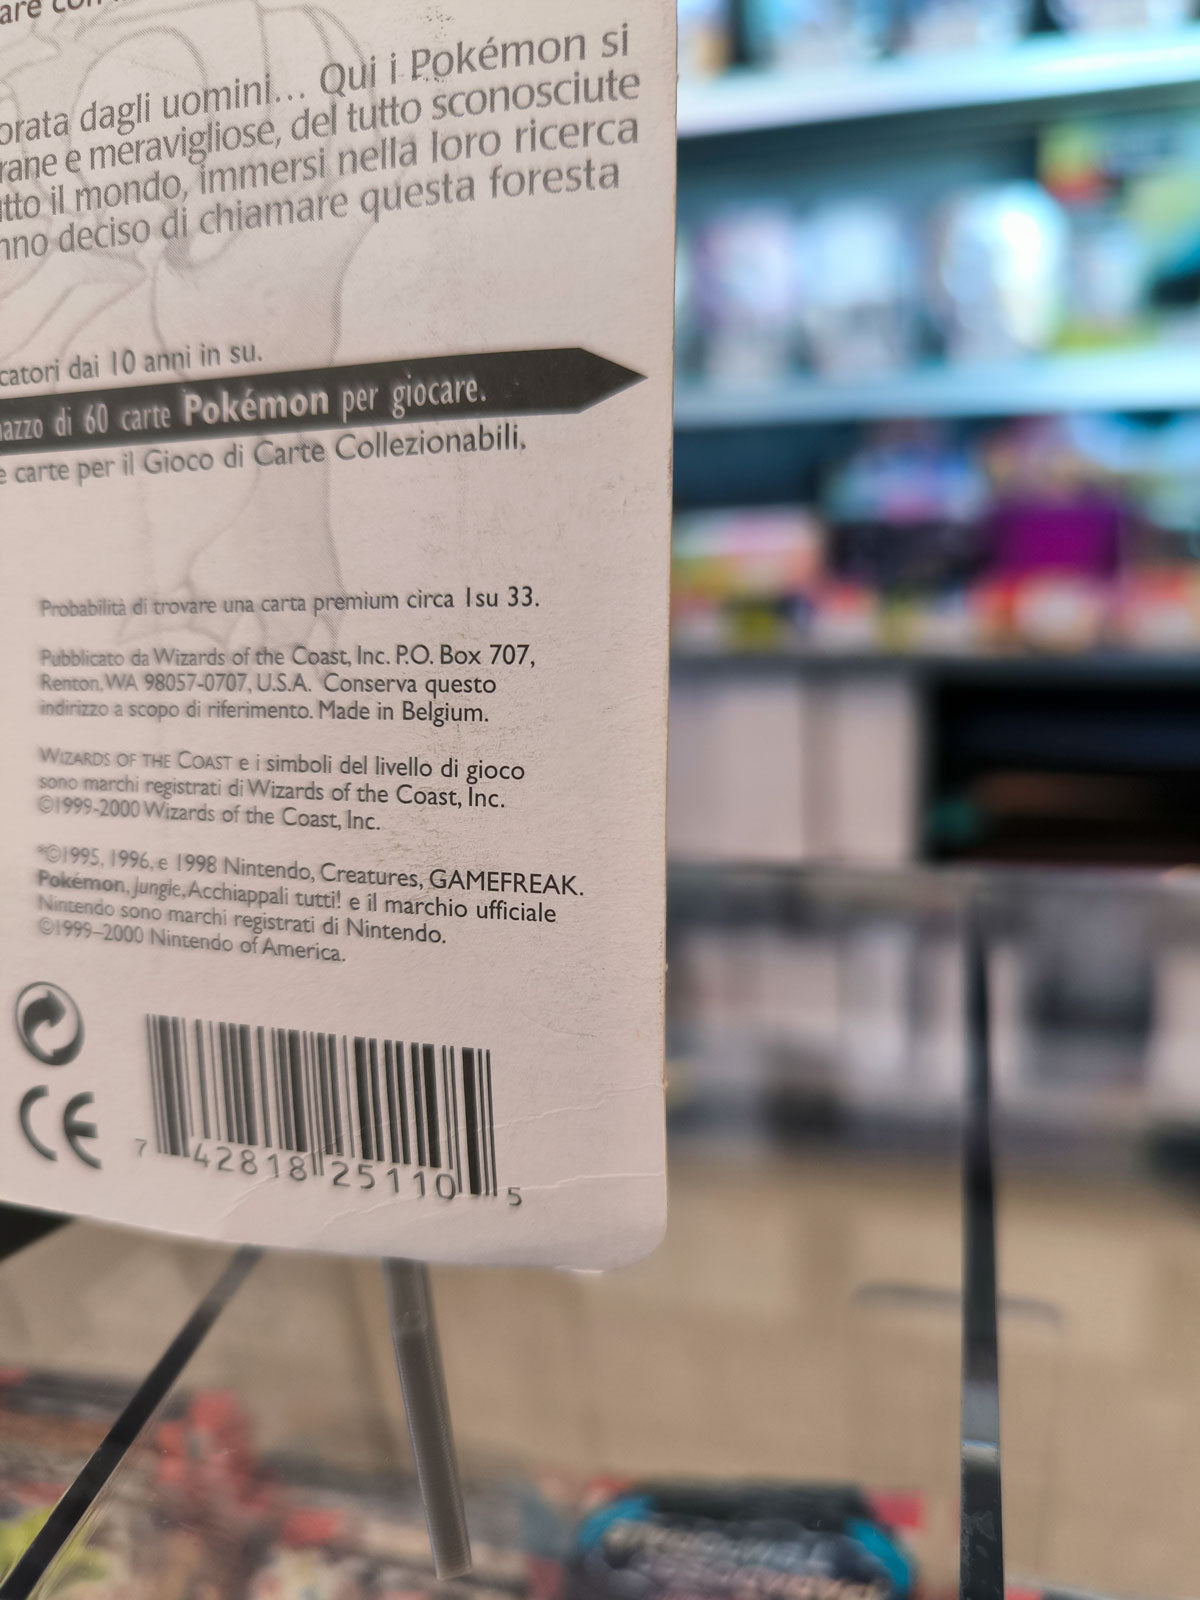 orata dagli uomini... Qui i Pokémon si
rane e meravigliose, del tutto sconosciute
tto il mondo, immersi nella loro ricerca
nno deciso di chiamare questa foresta
catori dai 10 anni in su.
azzo di 60 carte Pokémon per giocare.
e carte per il Gioco di Carte Collezionabili.
Probabilità di trovare una carta premium circa 1su 33.
Pubblicato da Wizards of the Coast, Inc. P.O. Box 707,
Renton, WA 98057-0707, U.S.A. Conserva questo
indirizzo a scopo di riferimento. Made in Belgium.
WIZARDS OF THE COAST e i simboli del livello di gioco
sono marchi registrati di Wizards of the Coast, Inc.
©1999-2000 Wizards of the Coast, Inc.
*©1995, 1996, e 1998 Nintendo, Creatures, GAMEFREAK.
Pokémon, Jungle, Acchiappali tutti! e il marchio ufficiale
Nintendo sono marchi registrati di Nintendo.
©1999–2000 Nintendo of America.
CE
7 42818 25110 5